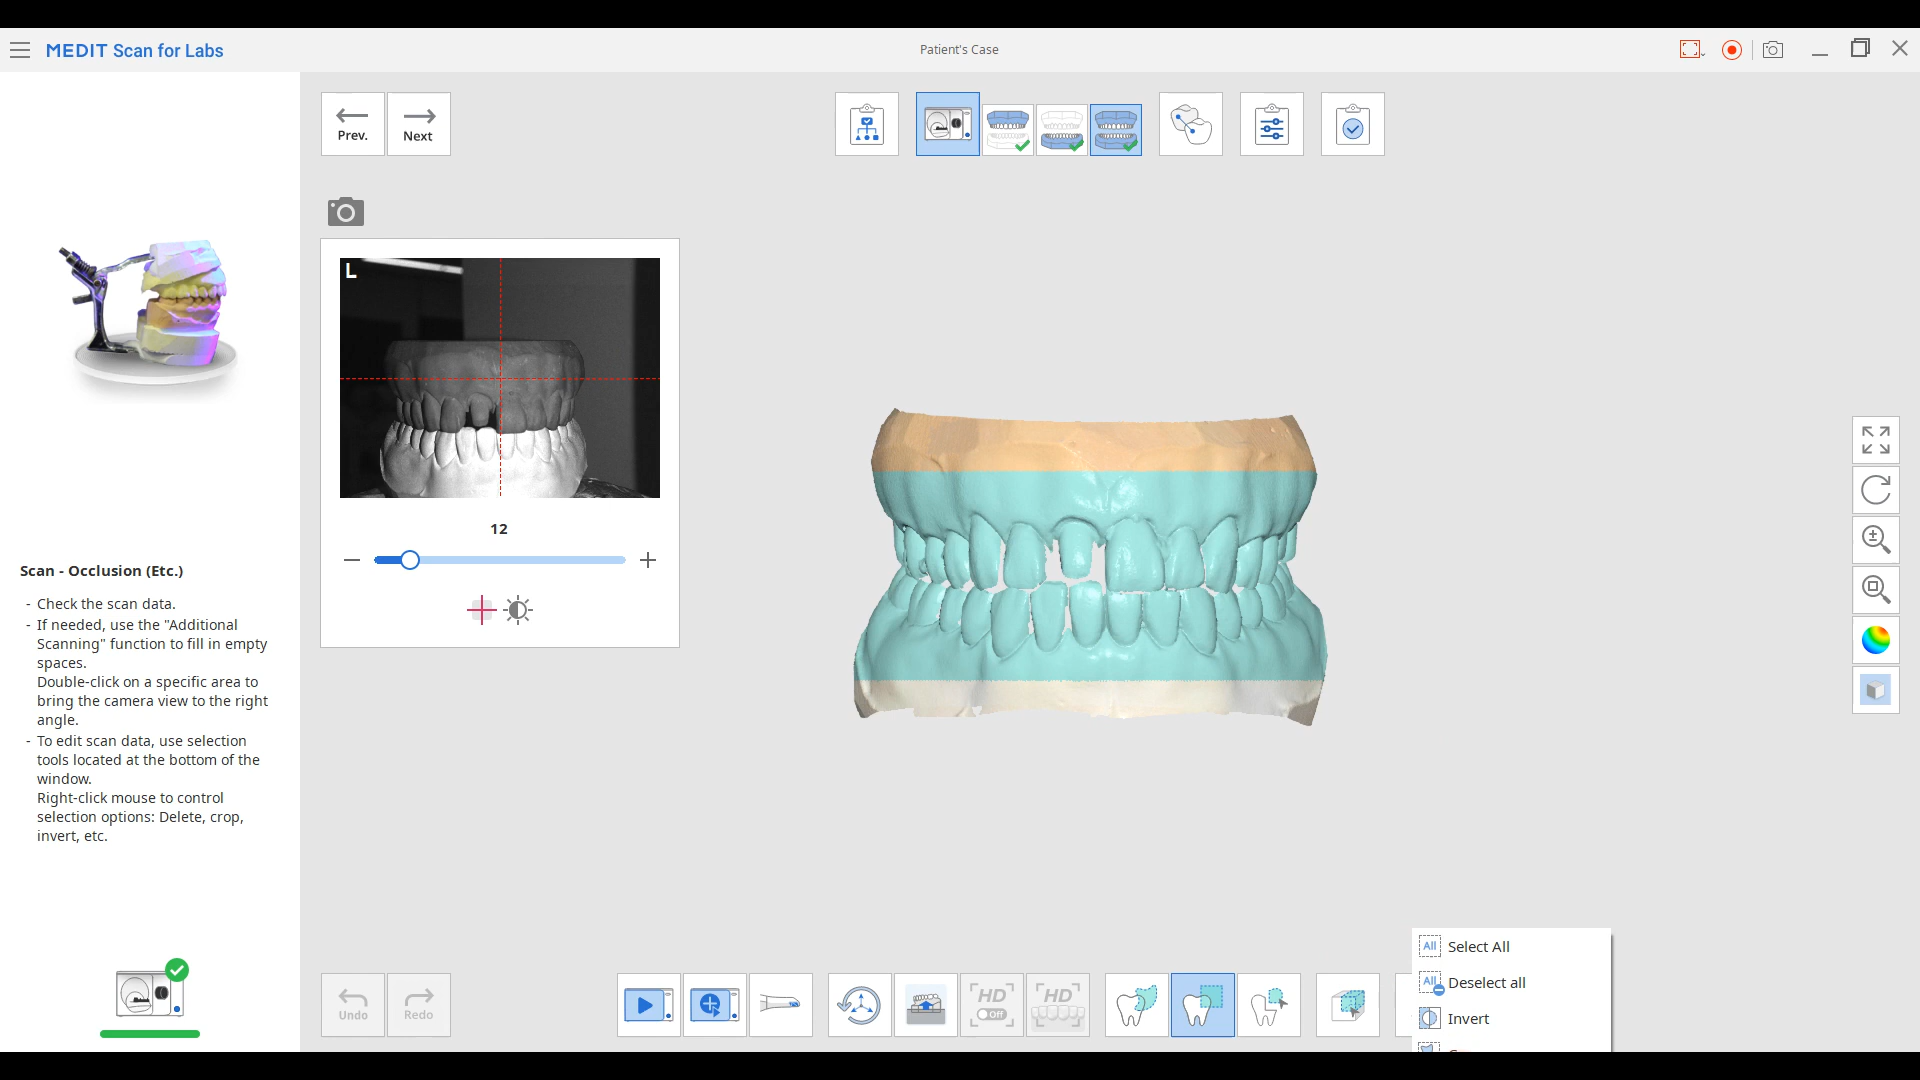 MEDIT Scan for Labs
Patient's Case
Prev.
Next
L
12
Scan - Occlusion (Etc.)
- Check the scan data.
- If needed, use the "Additional
Scanning" function to fill in empty
spaces.
Double-click on a specific area to
bring the camera view to the right
angle.
- To edit scan data, use selection
tools located at the bottom of the
window.
Right-click mouse to control
selection options: Delete, crop,
invert, etc.
Undo
Redo
HD
Off
HD
All
Select All
All
Deselect all
Invert